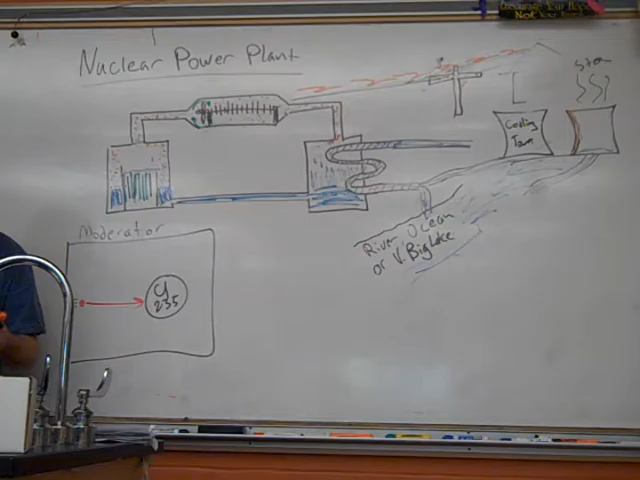 Nuclear Power Plant
Steam
Cooling
Tower
River Ocean
or V. Big Lake
Moderator
U
235